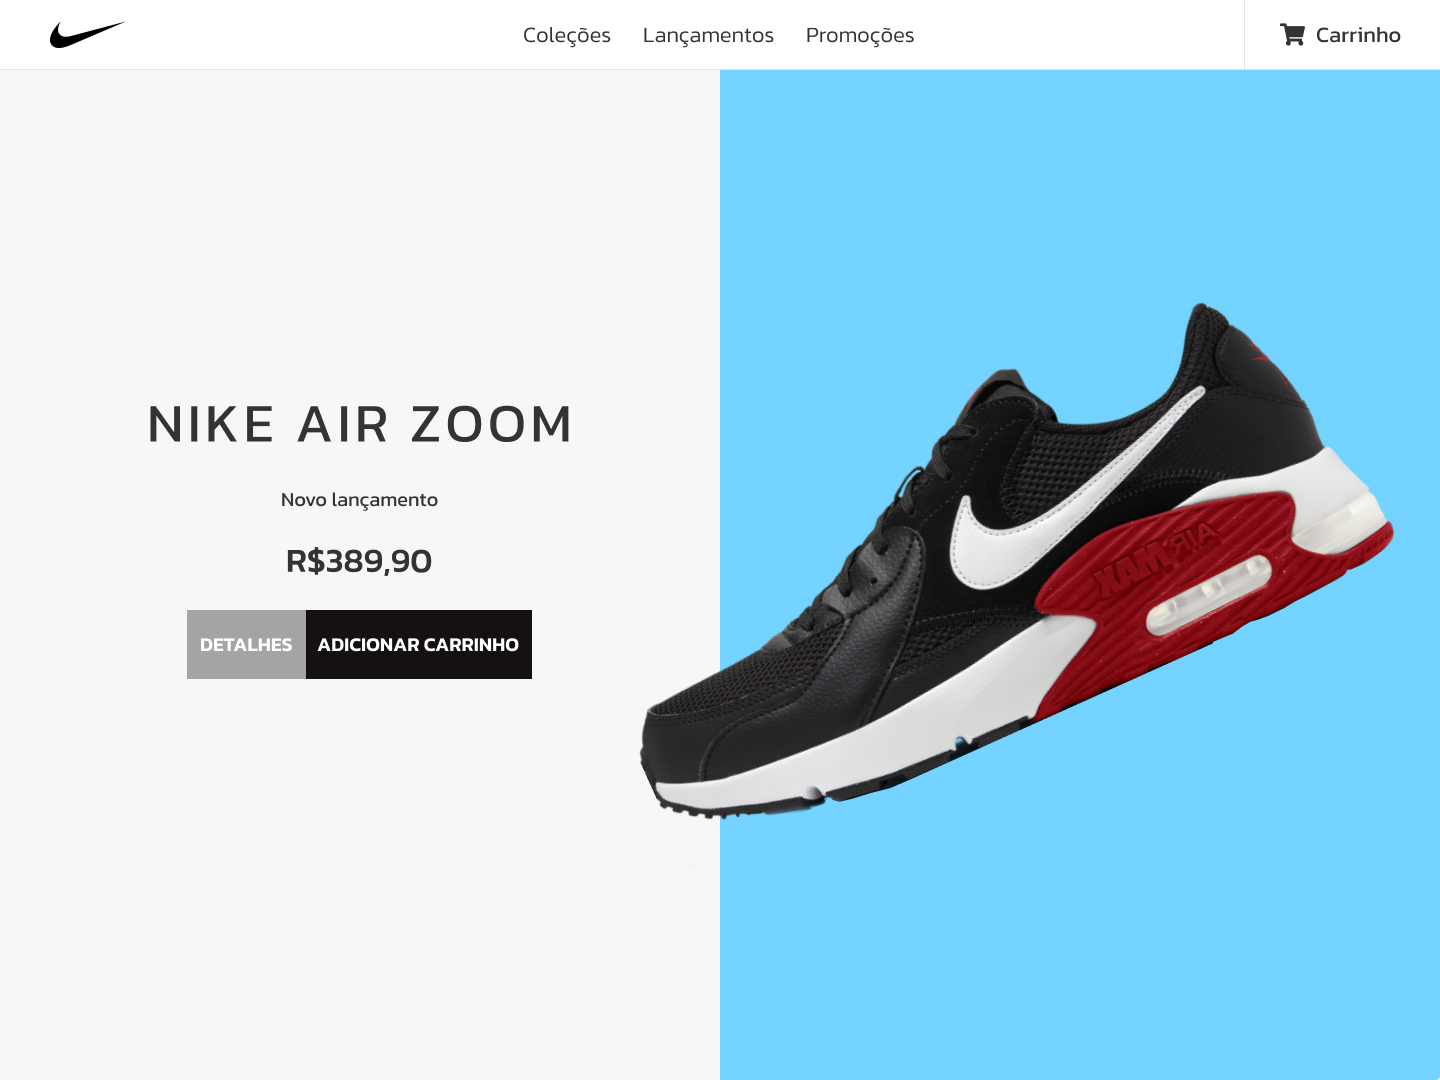 Coleções Lançamentos Promoções Carrinho
NIKE AIR ZOOM
Novo lançamento
R$389,90
DETALHES ADICIONAR CARRINHO
AIR MAX